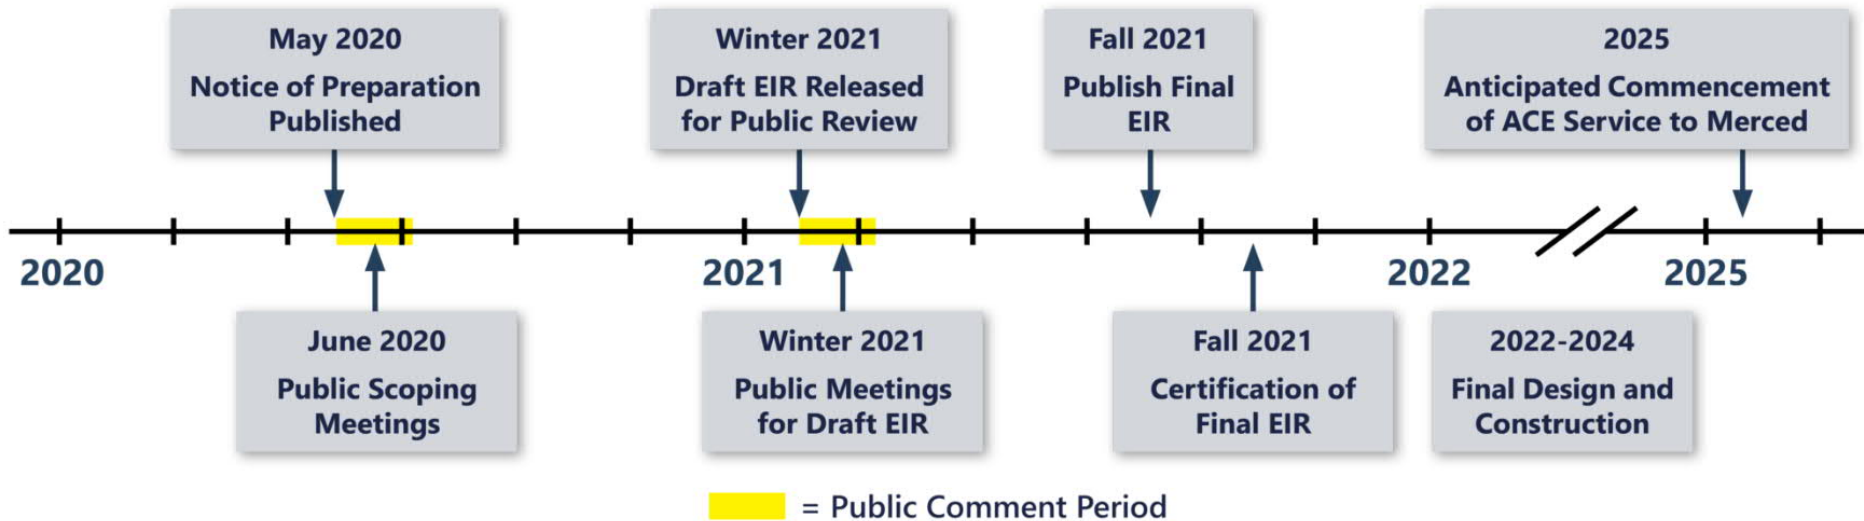 May 2020
Notice of Preparation
Published
Winter 2021
Draft EIR Released
for Public Review
Fall 2021
Publish Final
EIR
2025
Anticipated Commencement
of ACE Service to Merced
2020
2021
2022
2025
June 2020
Public Scoping
Meetings
Winter 2021
Public Meetings
for Draft EIR
Fall 2021
Certification of
Final EIR
2022-2024
Final Design and
Construction
= Public Comment Period